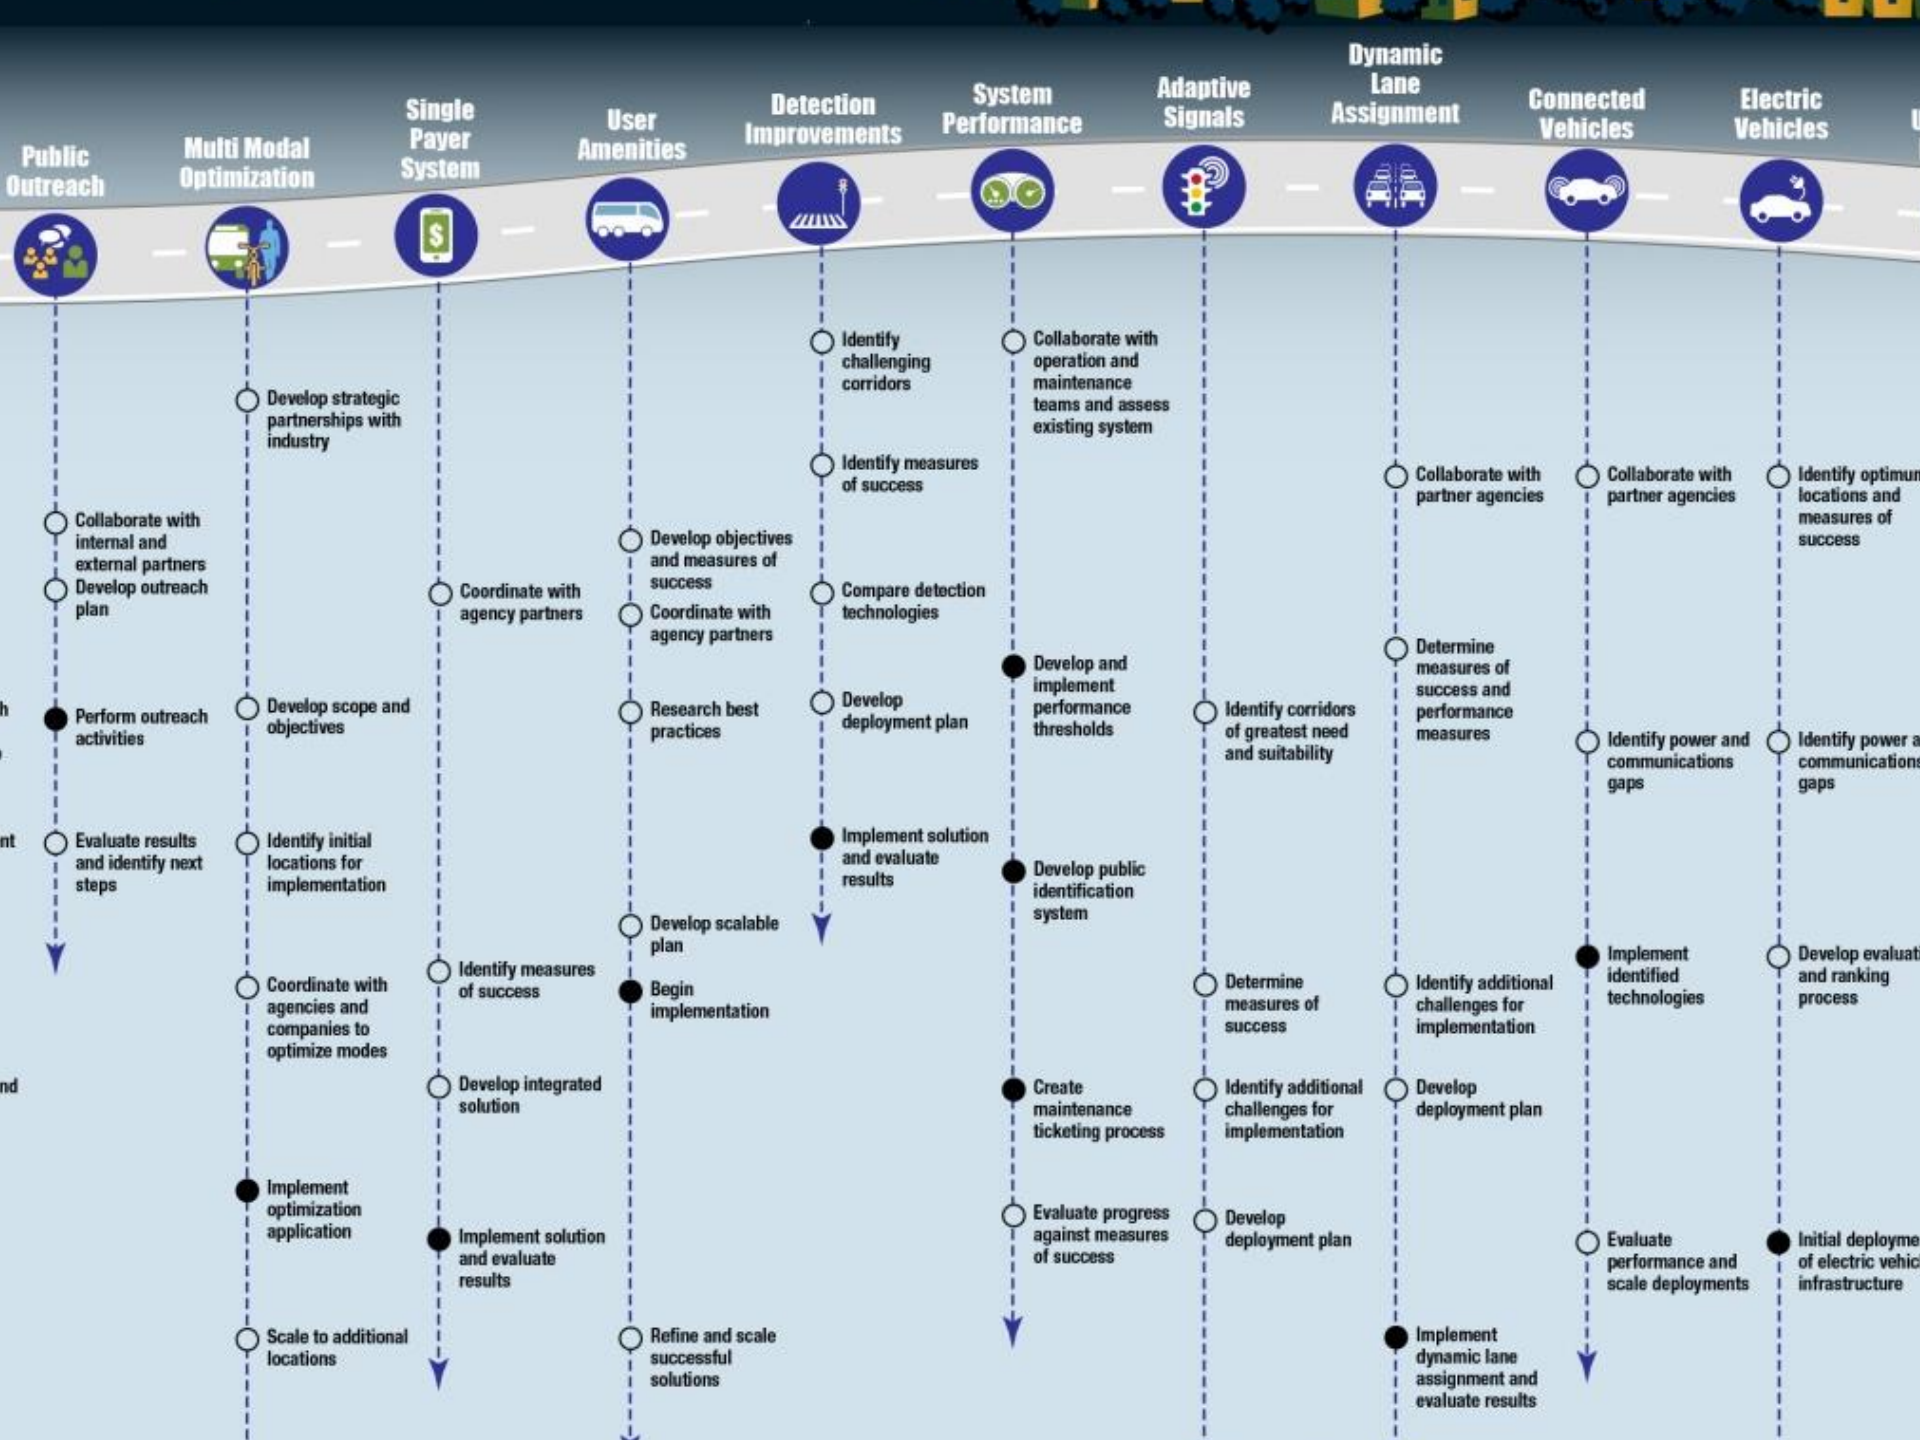 Public
Outreach
Multi Modal
Optimization
Single
Payer
System
User
Amenities
Detection
Improvements
System
Performance
Adaptive
Signals
Dynamic
Lane
Assignment
Connected
Vehicles
Electric
Vehicles
$
Collaborate with
internal and
external partners
Develop outreach
plan
Perform outreach
activities
Evaluate results
and identify next
steps
Develop strategic
partnerships with
industry
Develop scope and
objectives
Identify initial
locations for
implementation
Coordinate with
agencies and
companies to
optimize modes
Implement
optimization
application
Scale to additional
locations
Coordinate with
agency partners
Identify measures
of success
Develop integrated
solution
Implement solution
and evaluate
results
Develop objectives
and measures of
success
Coordinate with
agency partners
Research best
practices
Develop scalable
plan
Begin
implementation
Refine and scale
successful
solutions
Identify
challenging
corridors
Identify measures
of success
Compare detection
technologies
Develop
deployment plan
Implement solution
and evaluate
results
Collaborate with
operation and
maintenance
teams and assess
existing system
Develop and
implement
performance
thresholds
Develop public
identification
system
Create
maintenance
ticketing process
Evaluate progress
against measures
of success
Identify corridors
of greatest need
and suitability
Determine
measures of
success
Identify additional
challenges for
implementation
Develop
deployment plan
Collaborate with
partner agencies
Determine
measures of
success and
performance
measures
Identify additional
challenges for
implementation
Develop
deployment plan
Implement
dynamic lane
assignment and
evaluate results
Collaborate with
partner agencies
Identify power and
communications
gaps
Implement
identified
technologies
Evaluate
performance and
scale deployments
Identify
locations and
measures of
success
Identify power
communications
gaps
Develop
and ranking
process
Initial
of electric
infrastructure